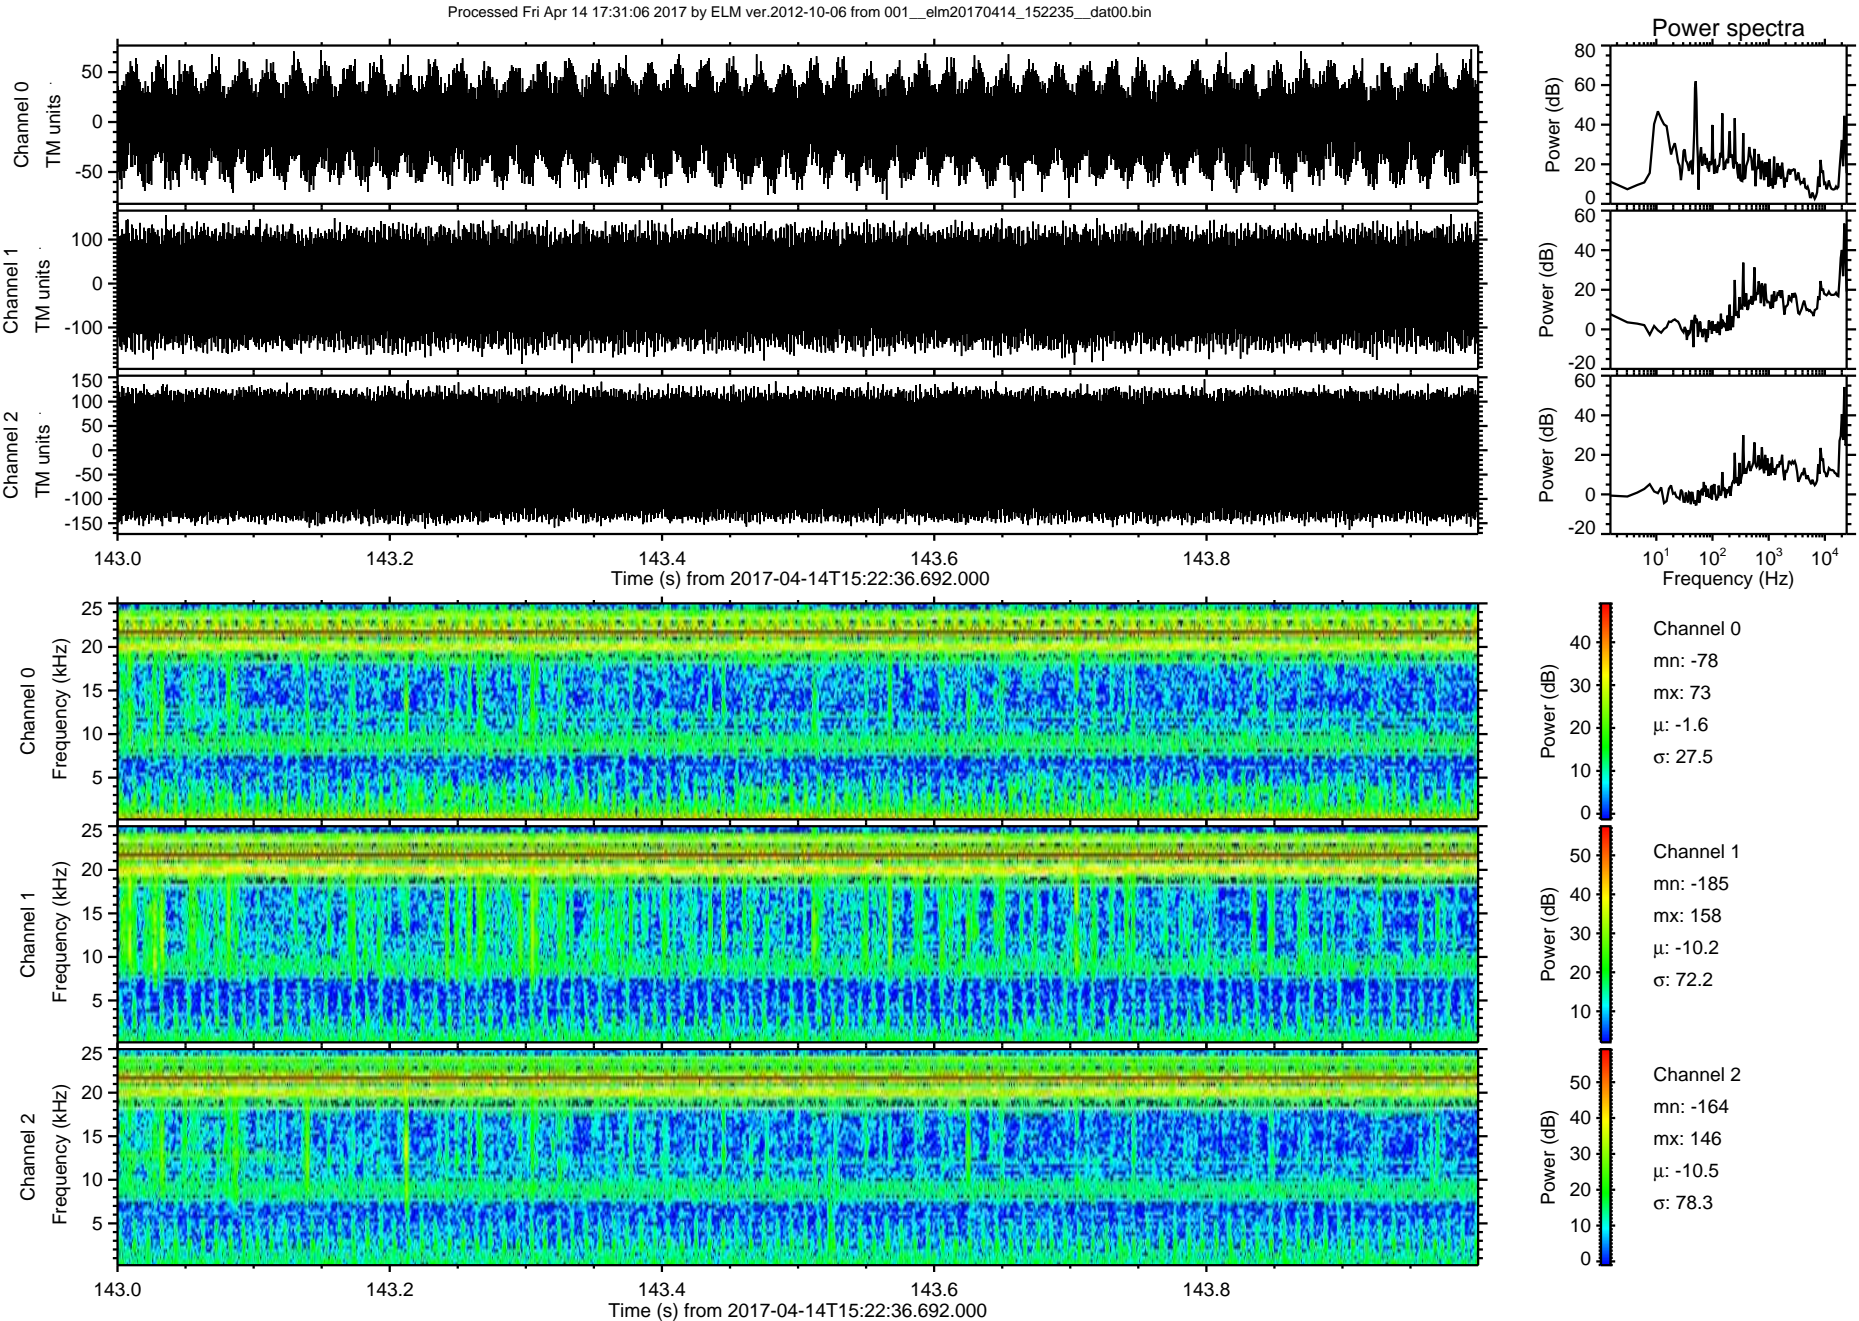 Processed Fri Apr 14 17:31:06 2017 by ELM ver.2012-10-06 from 001__elm20170414_152235__dat00.bin
Power spectra
Channel 0
TM units
50
0
-50
Power (dB)
80
60
40
20
0
Channel 1
TM units
100
0
-100
Power (dB)
60
40
20
0
-20
Channel 2
TM units
150
100
50
0
-50
-100
-150
Power (dB)
60
40
20
0
-20
143.0 143.2 143.4 143.6 143.8
Time (s) from 2017-04-14T15:22:36.692.000
10^1 10^2 10^3 10^4
Frequency (Hz)
Channel 0
Frequency (kHz)
25
20
15
10
5
Power (dB)
40
30
20
10
0
Channel 0
mn: -78
mx: 73
μ: -1.6
σ: 27.5
Channel 1
Frequency (kHz)
25
20
15
10
5
Power (dB)
50
40
30
20
10
Channel 1
mn: -185
mx: 158
μ: -10.2
σ: 72.2
Channel 2
Frequency (kHz)
25
20
15
10
5
Power (dB)
50
40
30
20
10
0
Channel 2
mn: -164
mx: 146
μ: -10.5
σ: 78.3
143.0 143.2 143.4 143.6 143.8
Time (s) from 2017-04-14T15:22:36.692.000